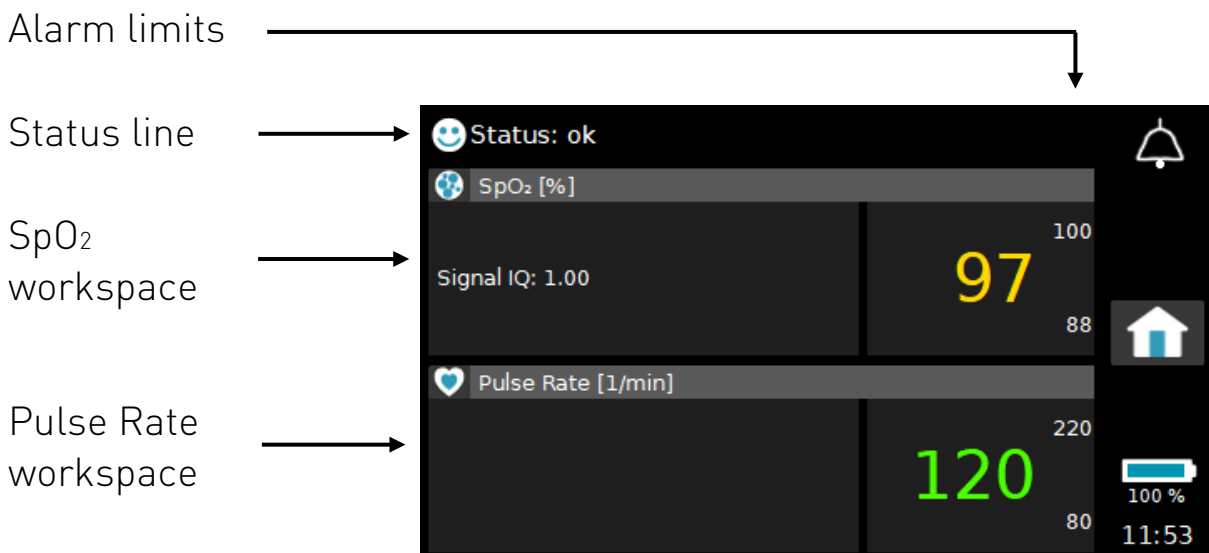 Alarm limits
Status line
SpO₂
workspace
Pulse Rate
workspace
Status: ok
SpO₂ [%]
Signal IQ: 1.00
100
97
88
Pulse Rate [1/min]
220
120
80
100 %
11:53